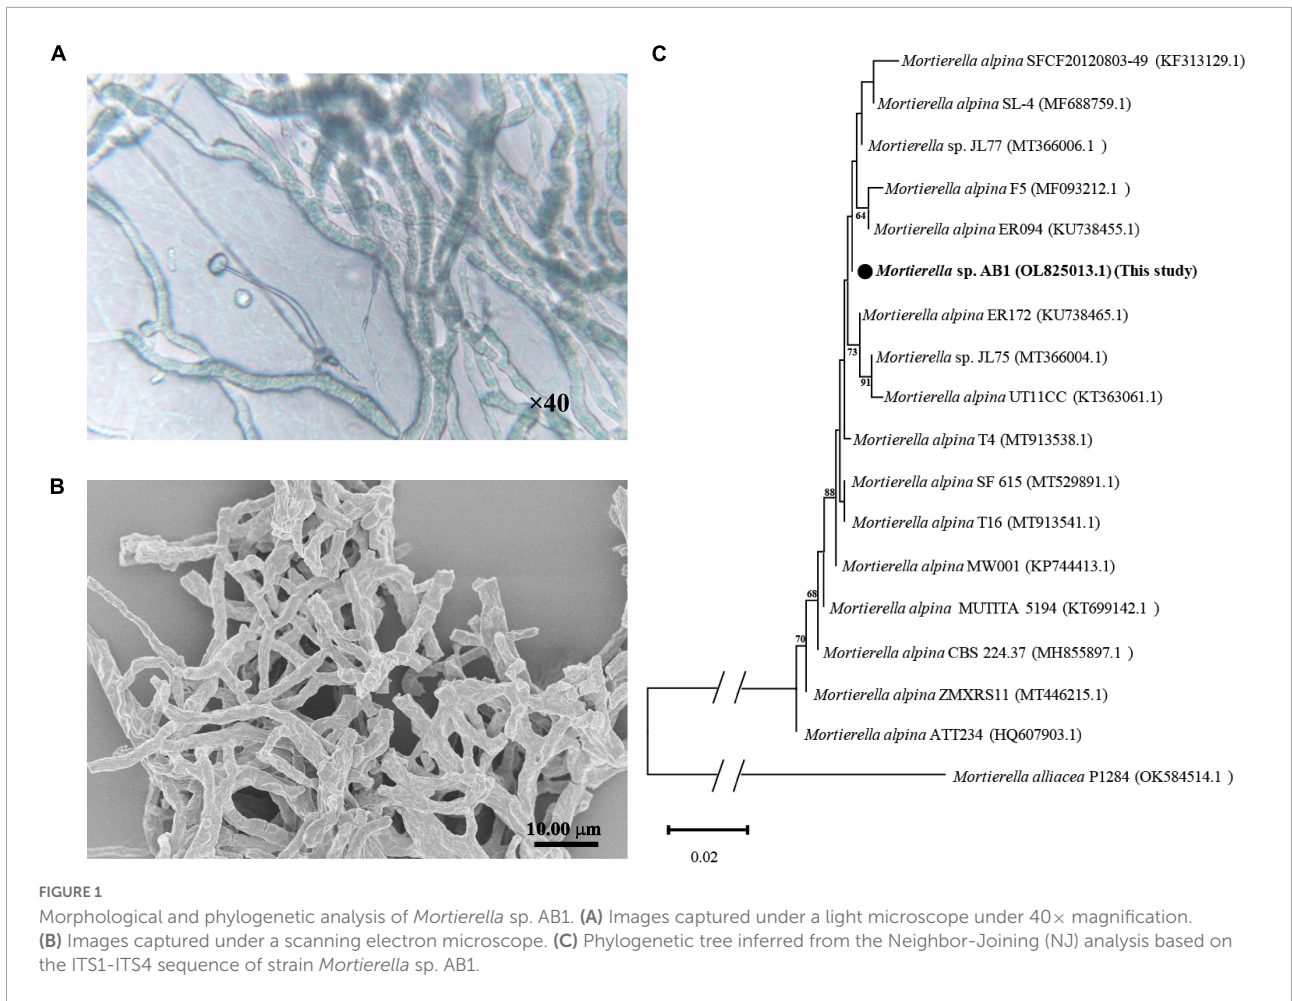 A
×40
B
10.00 μm
C
Mortierella alpina SFCF20120803-49 (KF313129.1)
Mortierella alpina SL-4 (MF688759.1)
Mortierella sp. JL77 (MT366006.1 )
Mortierella alpina F5 (MF093212.1 )
64
Mortierella alpina ER094 (KU738455.1)
Mortierella sp. AB1 (OL825013.1) (This study)
Mortierella alpina ER172 (KU738465.1)
73
Mortierella sp. JL75 (MT366004.1)
91
Mortierella alpina UT11CC (KT363061.1)
Mortierella alpina T4 (MT913538.1)
Mortierella alpina SF 615 (MT529891.1)
88
Mortierella alpina T16 (MT913541.1)
Mortierella alpina MW001 (KP744413.1)
68
Mortierella alpina MUTITA 5194 (KT699142.1 )
70
Mortierella alpina CBS 224.37 (MH855897.1 )
Mortierella alpina ZMXRS11 (MT446215.1)
Mortierella alpina ATT234 (HQ607903.1)
Mortierella alliacea P1284 (OK584514.1 )
0.02
FIGURE 1
Morphological and phylogenetic analysis of Mortierella sp. AB1. (A) Images captured under a light microscope under 40× magnification.
(B) Images captured under a scanning electron microscope. (C) Phylogenetic tree inferred from the Neighbor-Joining (NJ) analysis based on
the ITS1-ITS4 sequence of strain Mortierella sp. AB1.